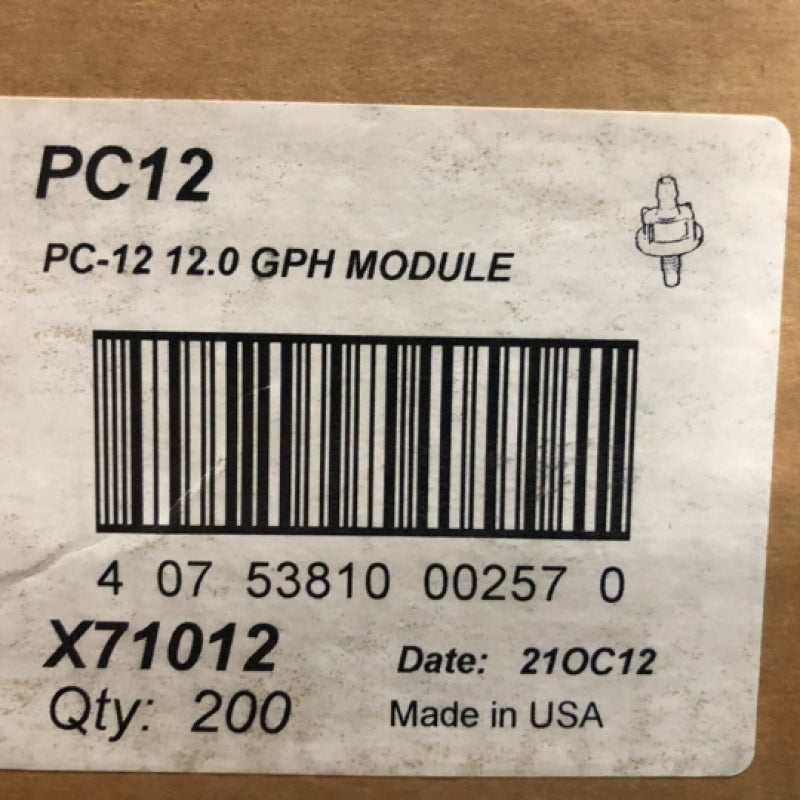 PC12
PC-12 12.0 GPH MODULE
4 07 53810 00257 0
X71012
Date: 21OC12
Qty: 200
Made in USA